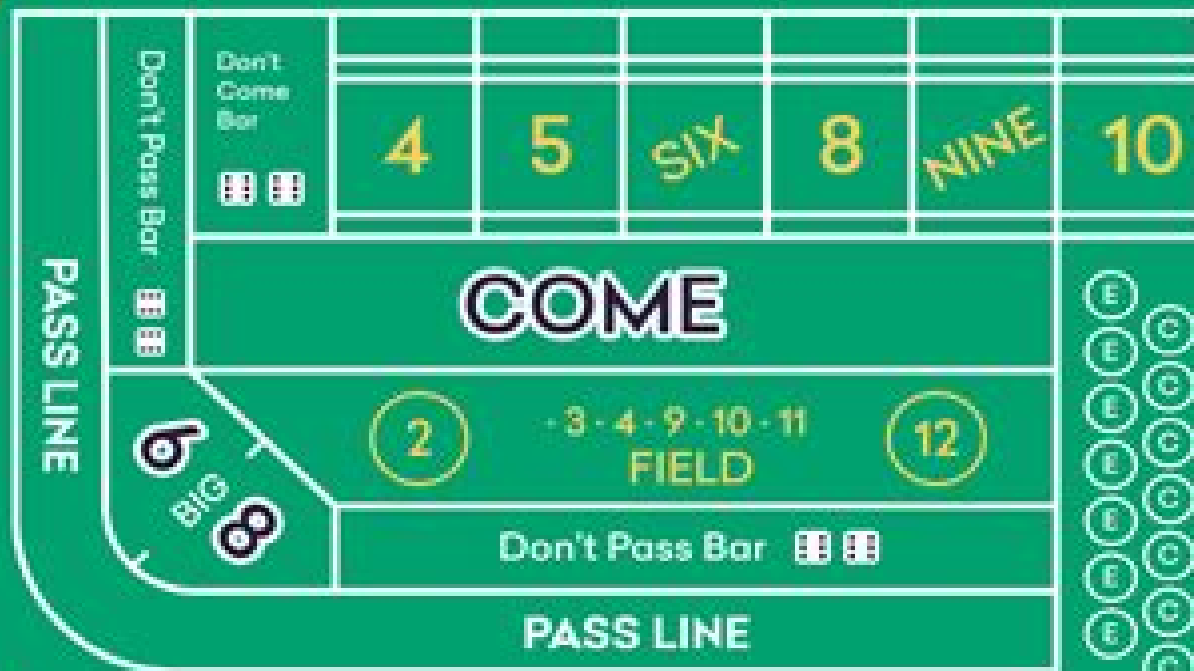 Don't
Come
Bar
4
5
SIX
8
NINE
10
Don't Pass Bar
PASS LINE
COME
2
· 3 · 4 · 9 · 10 · 11
FIELD
12
6
BIG
8
Don't Pass Bar
PASS LINE
E
C
E
C
E
C
E
C
E
C
E
C
E
C